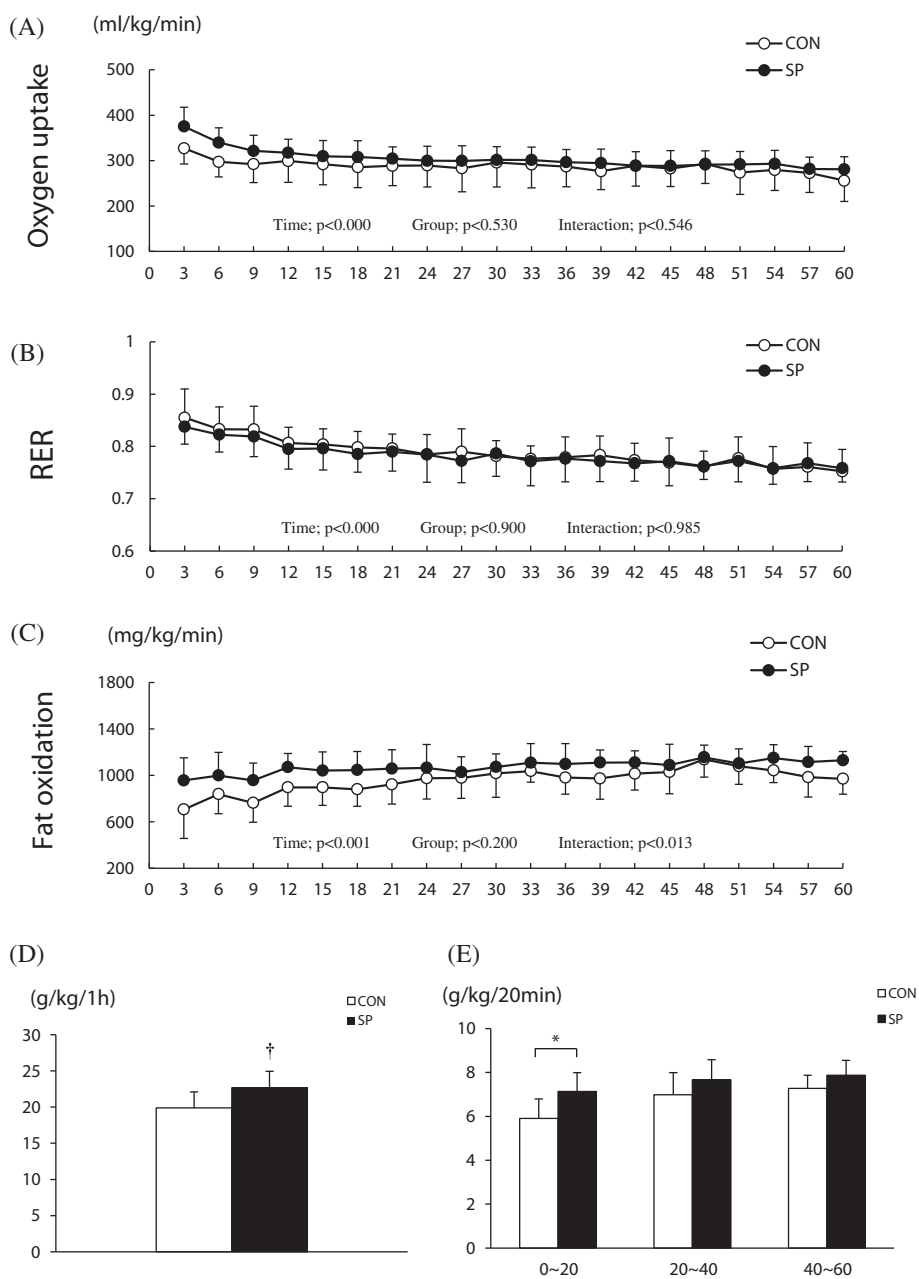 (A) (ml/kg/min)
CON
SP
Oxygen uptake
500
400
300
200
100
Time; p<0.000 Group; p<0.530 Interaction; p<0.546
0 3 6 9 12 15 18 21 24 27 30 33 36 39 42 45 48 51 54 57 60
(B)
CON
SP
RER
1
0.9
0.8
0.7
0.6
Time; p<0.000 Group; p<0.900 Interaction; p<0.985
0 3 6 9 12 15 18 21 24 27 30 33 36 39 42 45 48 51 54 57 60
(C) (mg/kg/min)
CON
SP
Fat oxidation
1800
1400
1000
600
200
Time; p<0.001 Group; p<0.200 Interaction; p<0.013
0 3 6 9 12 15 18 21 24 27 30 33 36 39 42 45 48 51 54 57 60
(D)
(g/kg/1h)
CON
SP
30
25
20
15
10
5
0
†
(E)
(g/kg/20min)
CON
SP
10
8
6
4
2
0
*
0~20 20~40 40~60